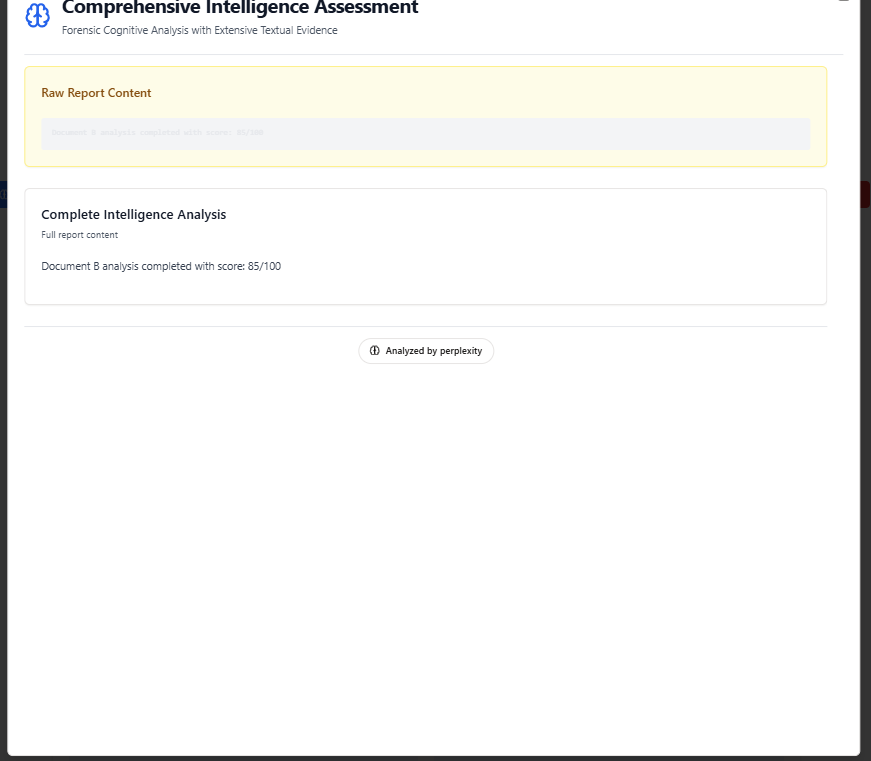 Comprehensive Intelligence Assessment
Forensic Cognitive Analysis with Extensive Textual Evidence
Raw Report Content
Document B analysis completed with score: 85/100
Complete Intelligence Analysis
Full report content
Document B analysis completed with score: 85/100
Analyzed by perplexity